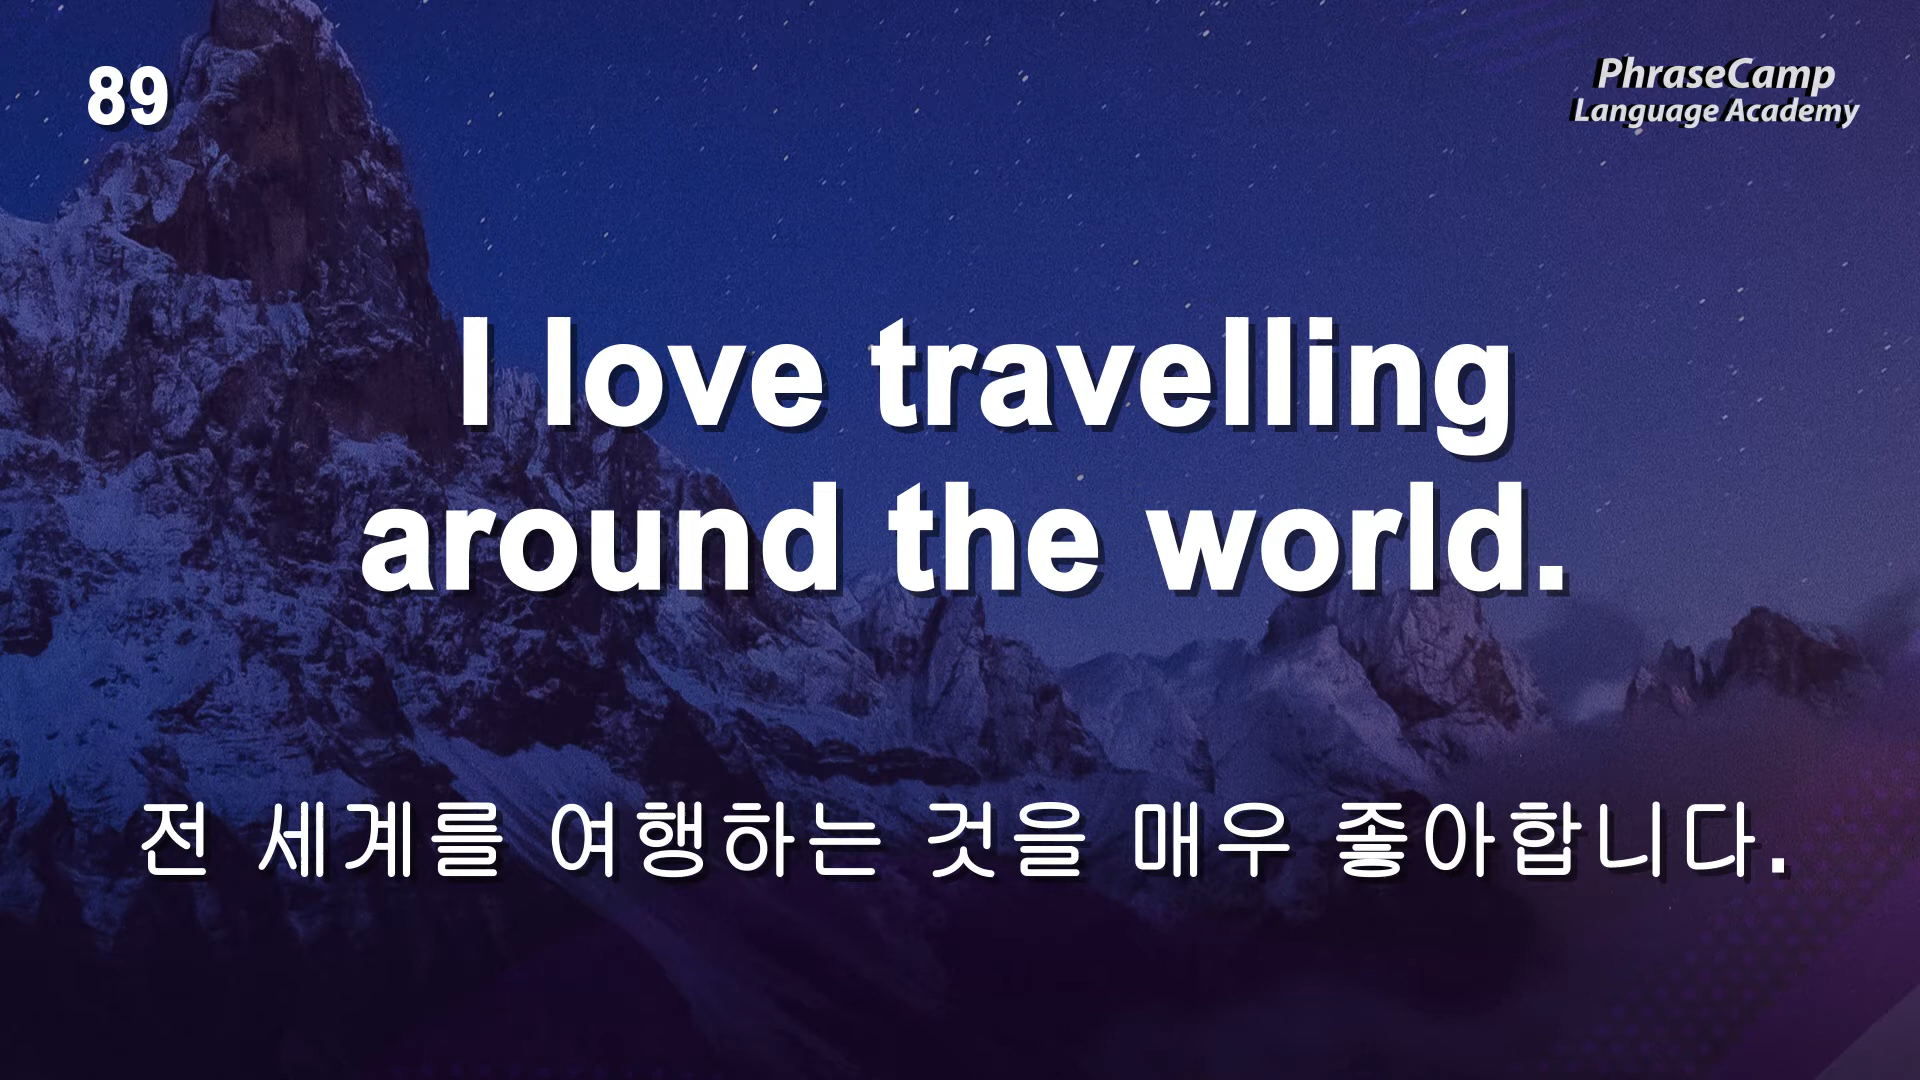 89
PhraseCamp
Language Academy
I love travelling
around the world.
전 세계를 여행하는 것을 매우 좋아합니다.